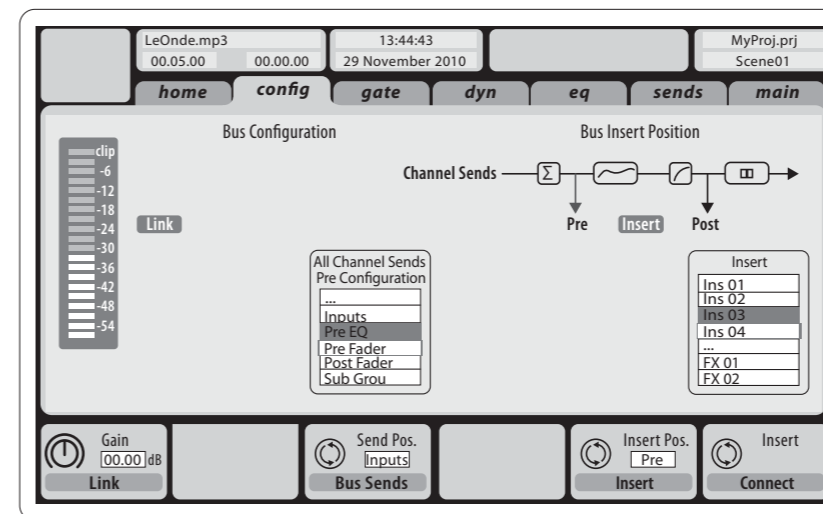 LeOnde.mp3
00.05.00 00.00.00
13:44:43
29 November 2010
MyProj.prj
Scene01
home config gate dyn eq sends main
Bus Configuration
Bus Insert Position
clip
-6
-12
-18
-24
-30
-36
-42
-48
-54
Link
Channel Sends
Σ
Pre Insert Post
All Channel Sends
Pre Configuration
...
Inputs
Pre EQ
Pre Fader
Post Fader
Sub Grou
Insert
Ins 01
Ins 02
Ins 03
Ins 04
...
FX 01
FX 02
Gain
00.00 dB
Link
Send Pos.
Inputs
Bus Sends
Insert Pos.
Pre
Insert
Insert
Connect